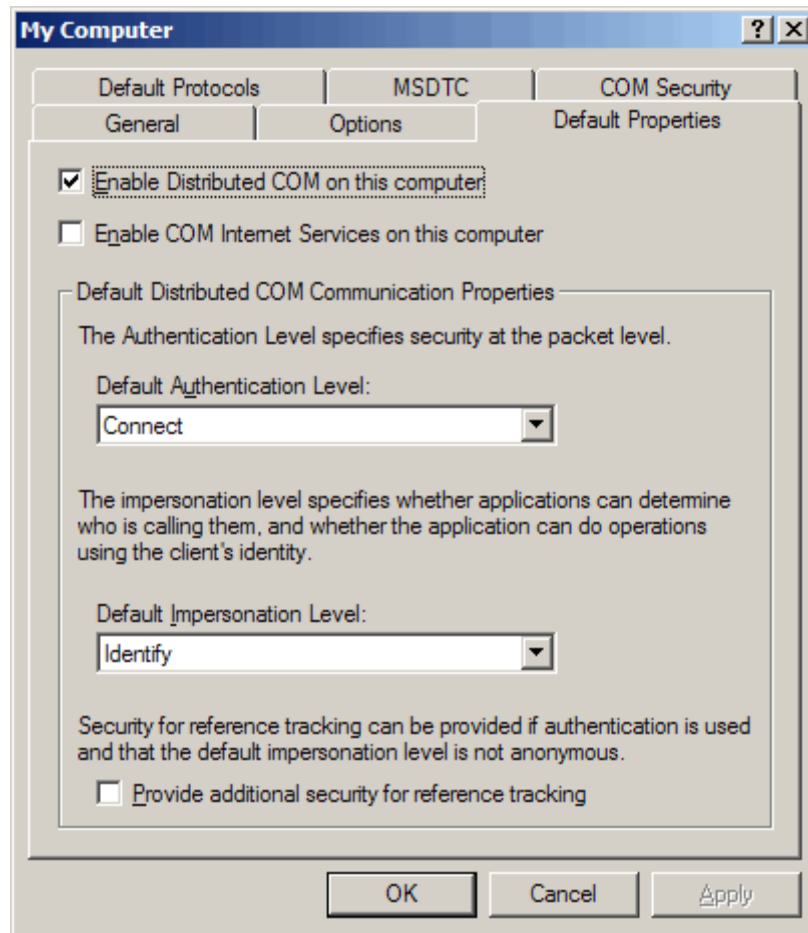 My Computer
Default Protocols MSDTC COM Security
General Options Default Properties
Enable Distributed COM on this computer
Enable COM Internet Services on this computer
Default Distributed COM Communication Properties
The Authentication Level specifies security at the packet level.
Default Authentication Level:
Connect
The impersonation level specifies whether applications can determine
who is calling them, and whether the application can do operations
using the client's identity.
Default Impersonation Level:
Identify
Security for reference tracking can be provided if authentication is used
and that the default impersonation level is not anonymous.
Provide additional security for reference tracking
OK Cancel Apply